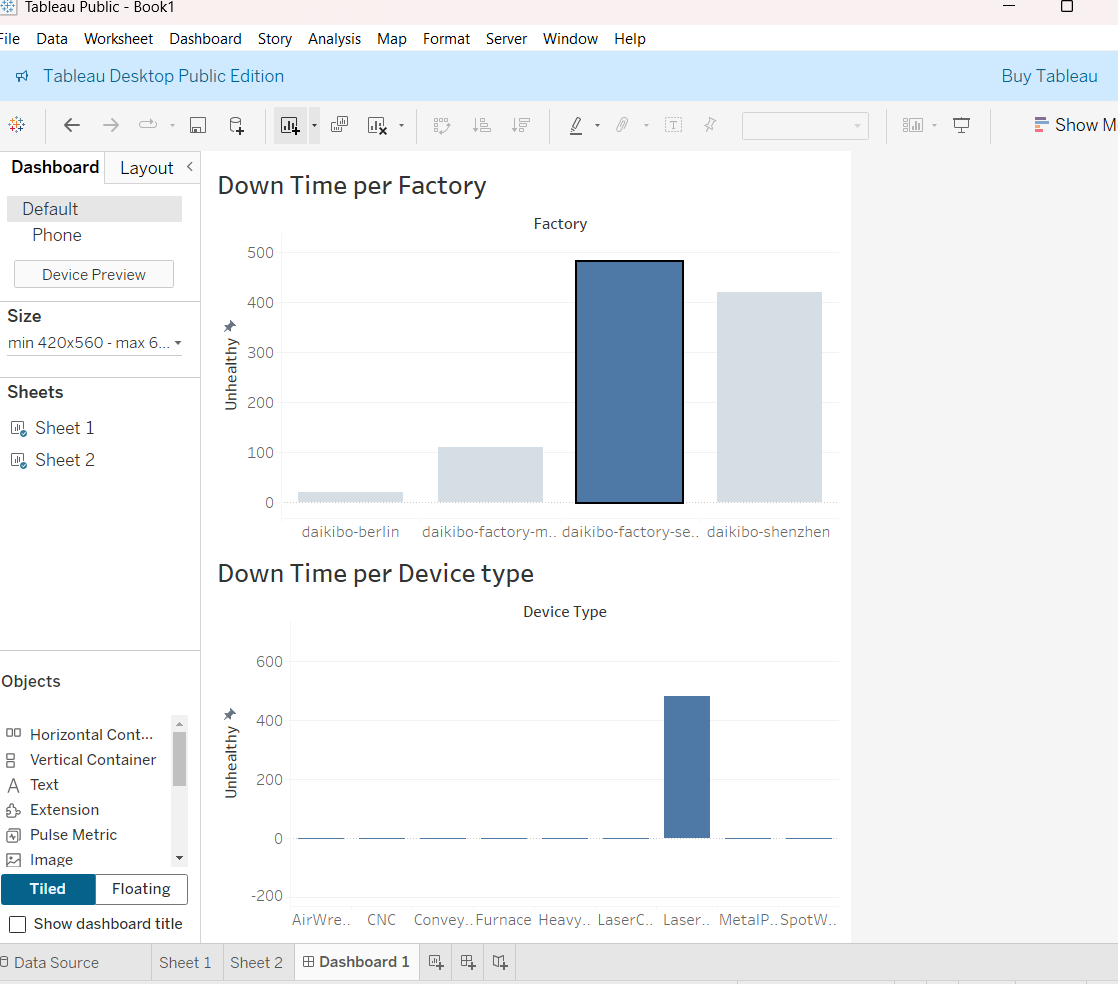 Tableau Public - Book1
File Data Worksheet Dashboard Story Analysis Map Format Server Window Help
Tableau Desktop Public Edition Buy Tableau
Show M
Dashboard Layout
Default
Phone
Device Preview
Size
min 420x560 - max 6...
Sheets
Sheet 1
Sheet 2
Objects
Horizontal Cont...
Vertical Container
Text
Extension
Pulse Metric
Image
Tiled Floating
Show dashboard title
Down Time per Factory
Factory
Unhealthy
500
400
300
200
100
0
daikibo-berlin daikibo-factory-m.. daikibo-factory-se.. daikibo-shenzhen
Down Time per Device type
Device Type
Unhealthy
600
400
200
0
-200
AirWre.. CNC Convey.. Furnace Heavy.. LaserC.. Laser.. MetalP.. SpotW..
Data Source Sheet 1 Sheet 2 Dashboard 1